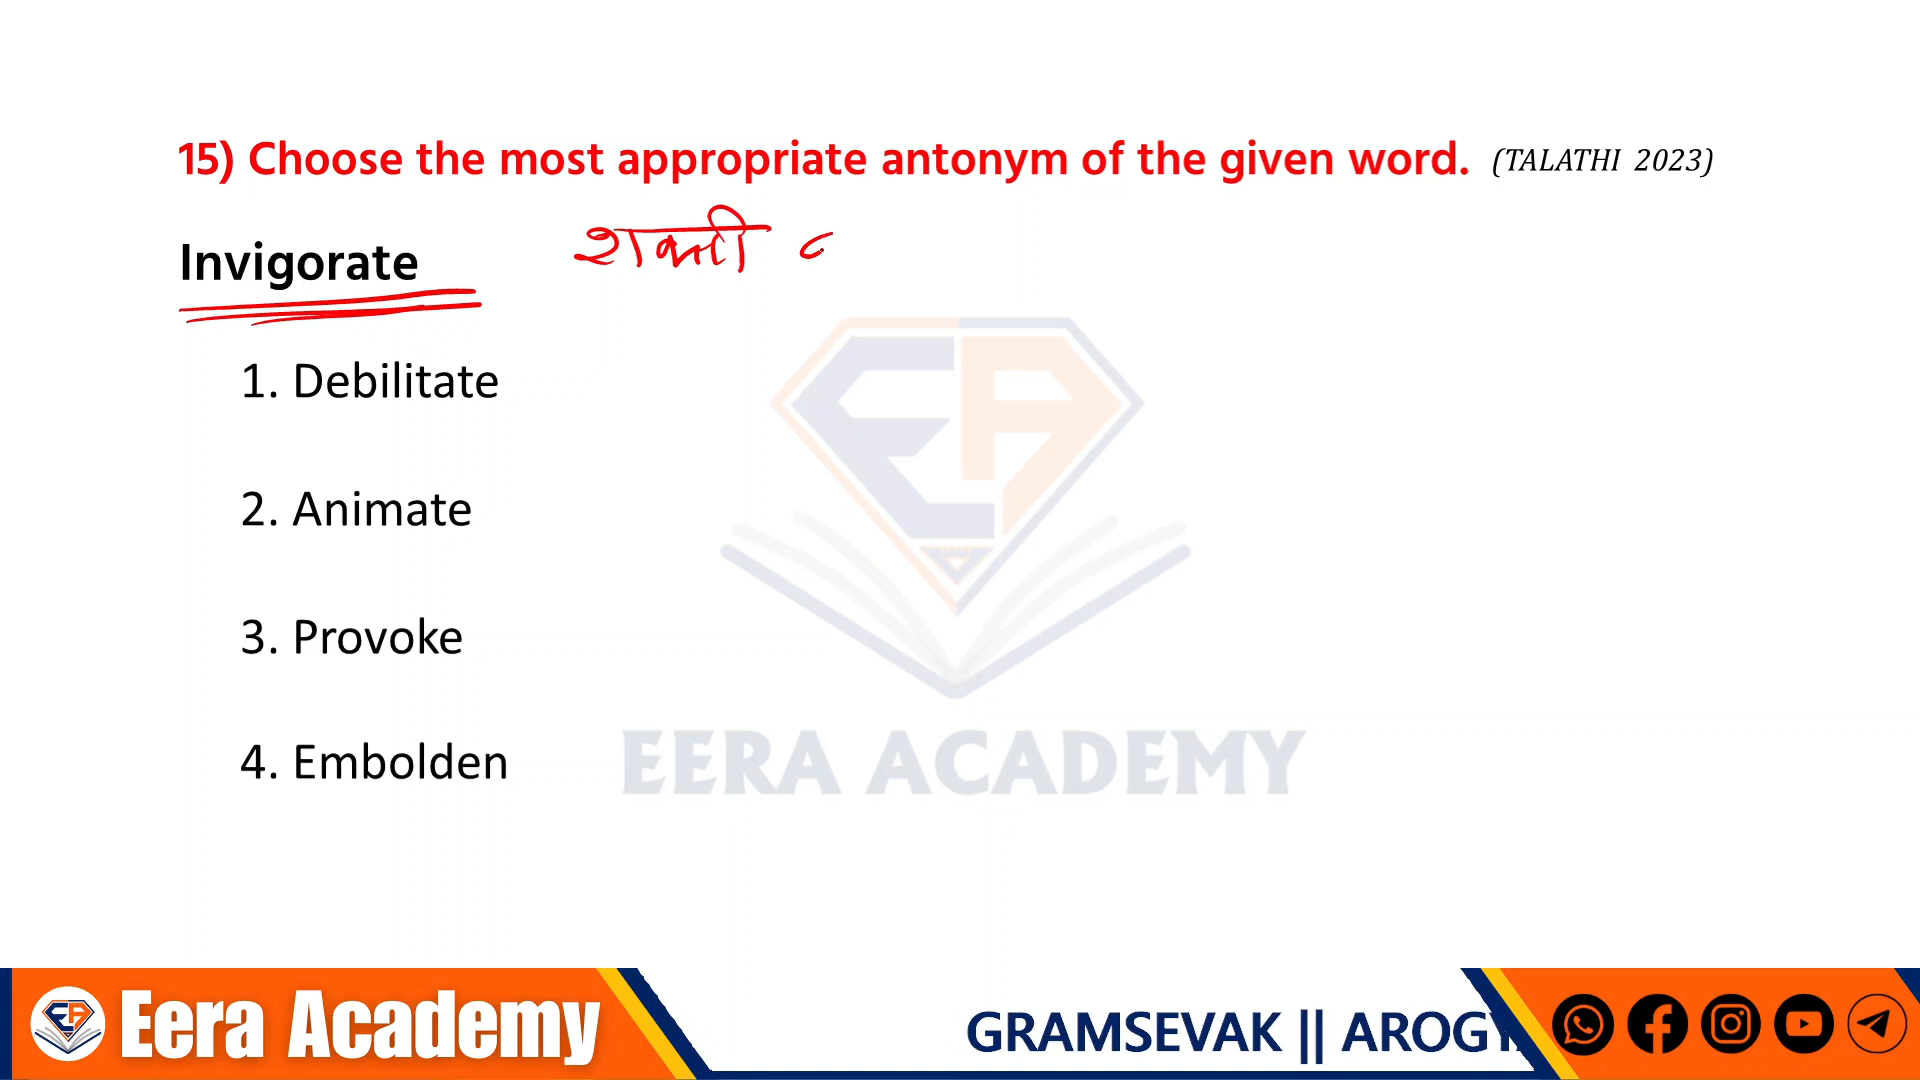 15) Choose the most appropriate antonym of the given word. (TALATHI 2023)
शक्ती
Invigorate
1. Debilitate
2. Animate
3. Provoke
4. Embolden
EERA ACADEMY
Eera Academy
GRAMSEVAK || AROGY